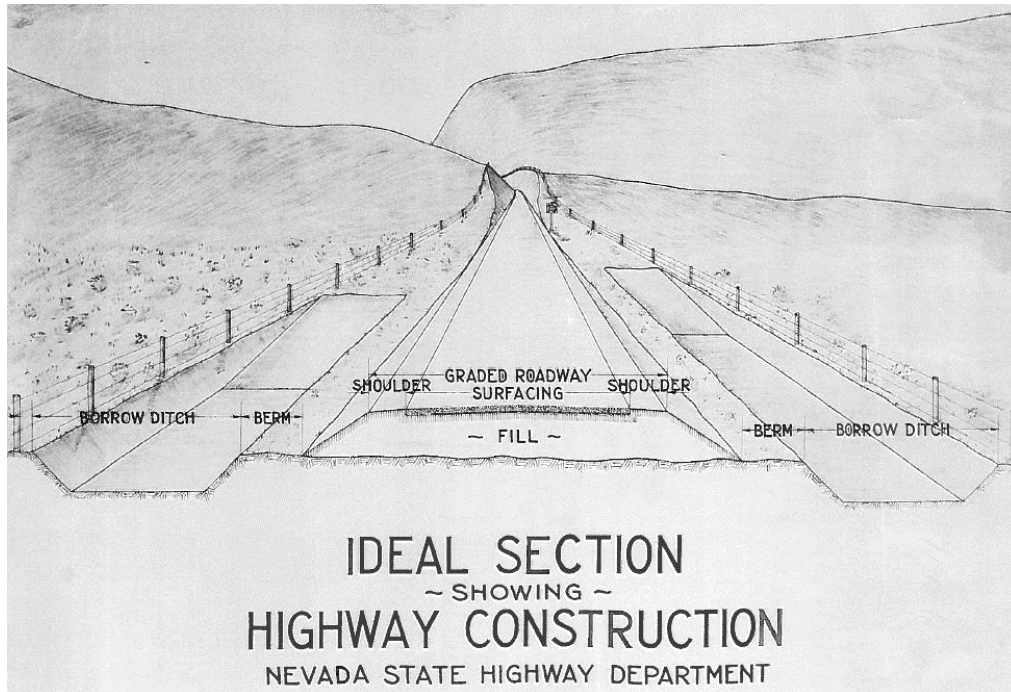 GRADED ROADWAY
SHOULDER SURFACING SHOULDER
BORROW DITCH BERM BERM BORROW DITCH
~ FILL ~
IDEAL SECTION
~ SHOWING ~
HIGHWAY CONSTRUCTION
NEVADA STATE HIGHWAY DEPARTMENT